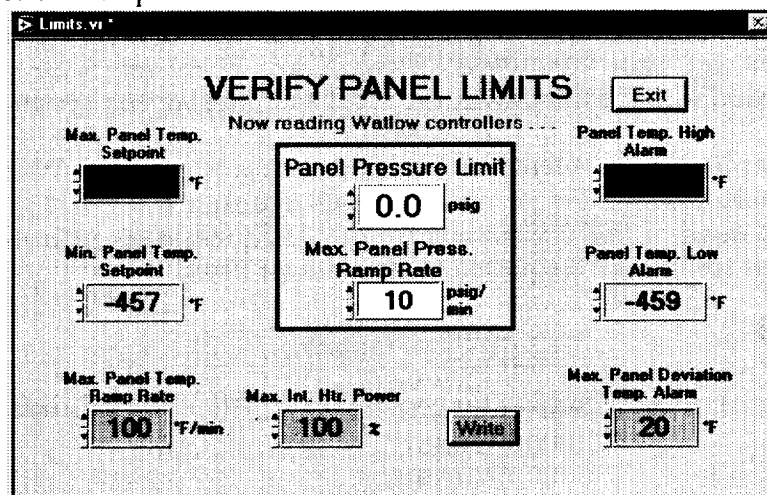 Limits.vi *
VERIFY PANEL LIMITS
Exit
Now reading Watlow controllers . . .
Max. Panel Temp.
Setpoint
°F
Panel Pressure Limit
0.0 psig
Max. Panel Press.
Ramp Rate
10 psig/
min
Panel Temp. High
Alarm
°F
Min. Panel Temp.
Setpoint
-457 °F
Panel Temp. Low
Alarm
-459 °F
Max. Panel Temp.
Ramp Rate
100 °F/min
Max. Int. Htr. Power
100 %
Write
Max. Panel Deviation
Temp. Alarm
20 °F